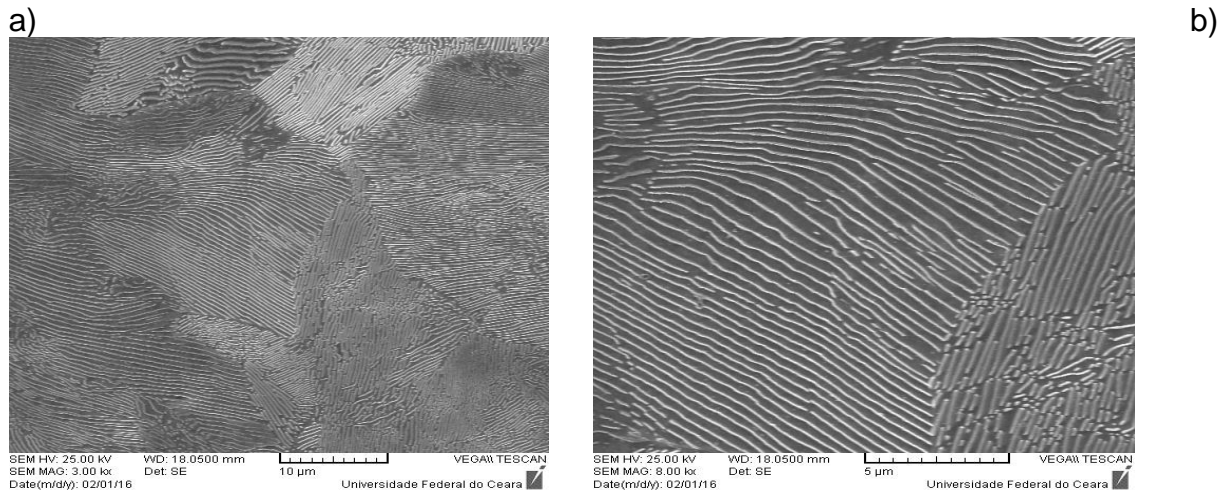 a)
b)
SEM HV: 25.00 kV WD: 18.0500 mm VEGA\\ TESCAN
SEM MAG: 3.00 kx Det: SE 10 µm
Date(m/d/y): 02/01/16 Universidade Federal do Ceara
SEM HV: 25.00 kV WD: 18.0500 mm VEGA\\ TESCAN
SEM MAG: 8.00 kx Det: SE 5 µm
Date(m/d/y): 02/01/16 Universidade Federal do Ceara